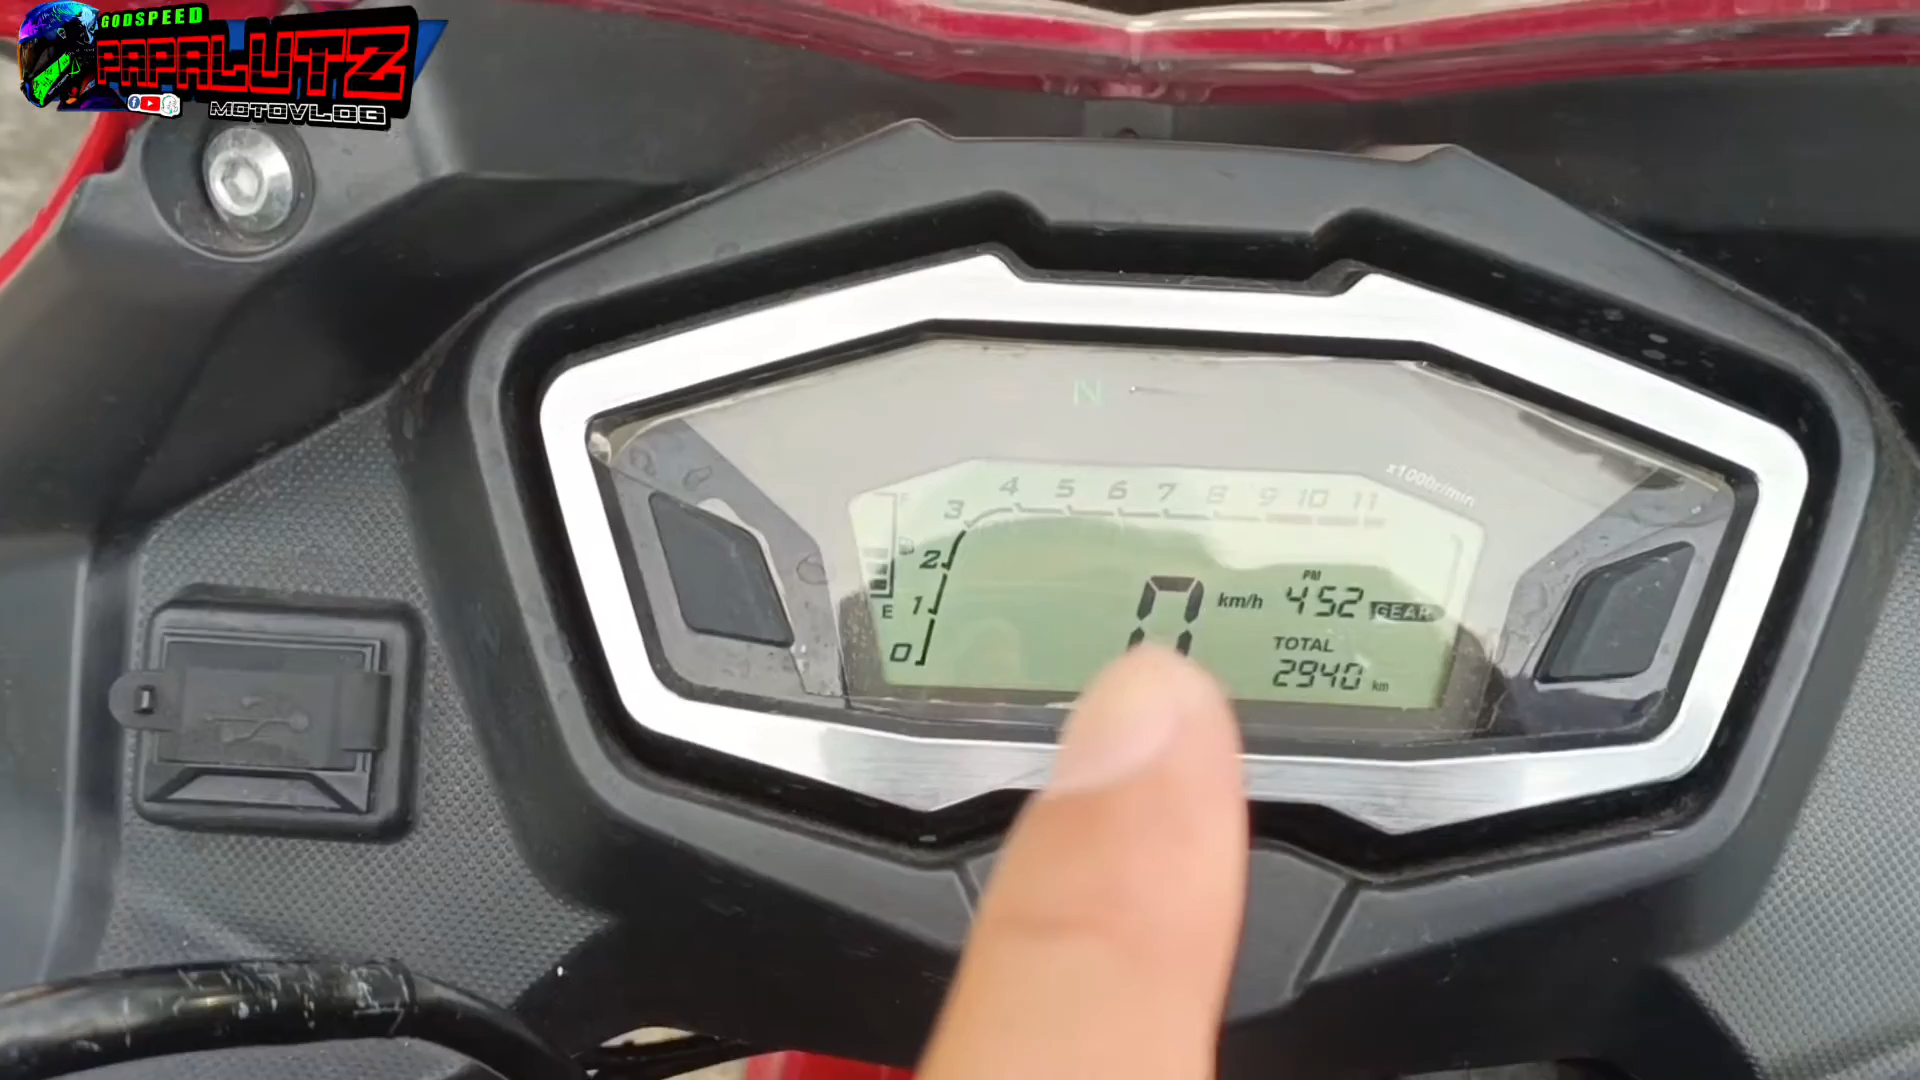 GODSPEED
PAPALUTZ
MOTOVLOG
N
x1000r/min
F
3 4 5 6 7 8 9 10 11
2
1
E
0
0 km/h
PM
4 52 GEAR
TOTAL
2940 km